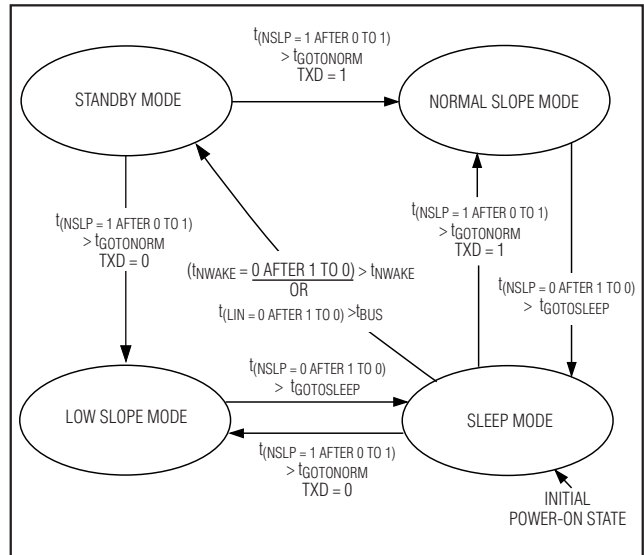 t(NSLP = 1 AFTER 0 TO 1)
> tGOTONORM
TXD = 1
STANDBY MODE
NORMAL SLOPE MODE
t(NSLP = 1 AFTER 0 TO 1)
> tGOTONORM
TXD = 0
(tNWAKE = 0 AFTER 1 TO 0) > tNWAKE
OR
t(LIN = 0 AFTER 1 TO 0) >tBUS
t(NSLP = 1 AFTER 0 TO 1)
> tGOTONORM
TXD = 1
t(NSLP = 0 AFTER 1 TO 0)
> tGOTOSLEEP
t(NSLP = 0 AFTER 1 TO 0)
> tGOTOSLEEP
LOW SLOPE MODE
SLEEP MODE
t(NSLP = 1 AFTER 0 TO 1)
> tGOTONORM
TXD = 0
INITIAL
POWER-ON STATE